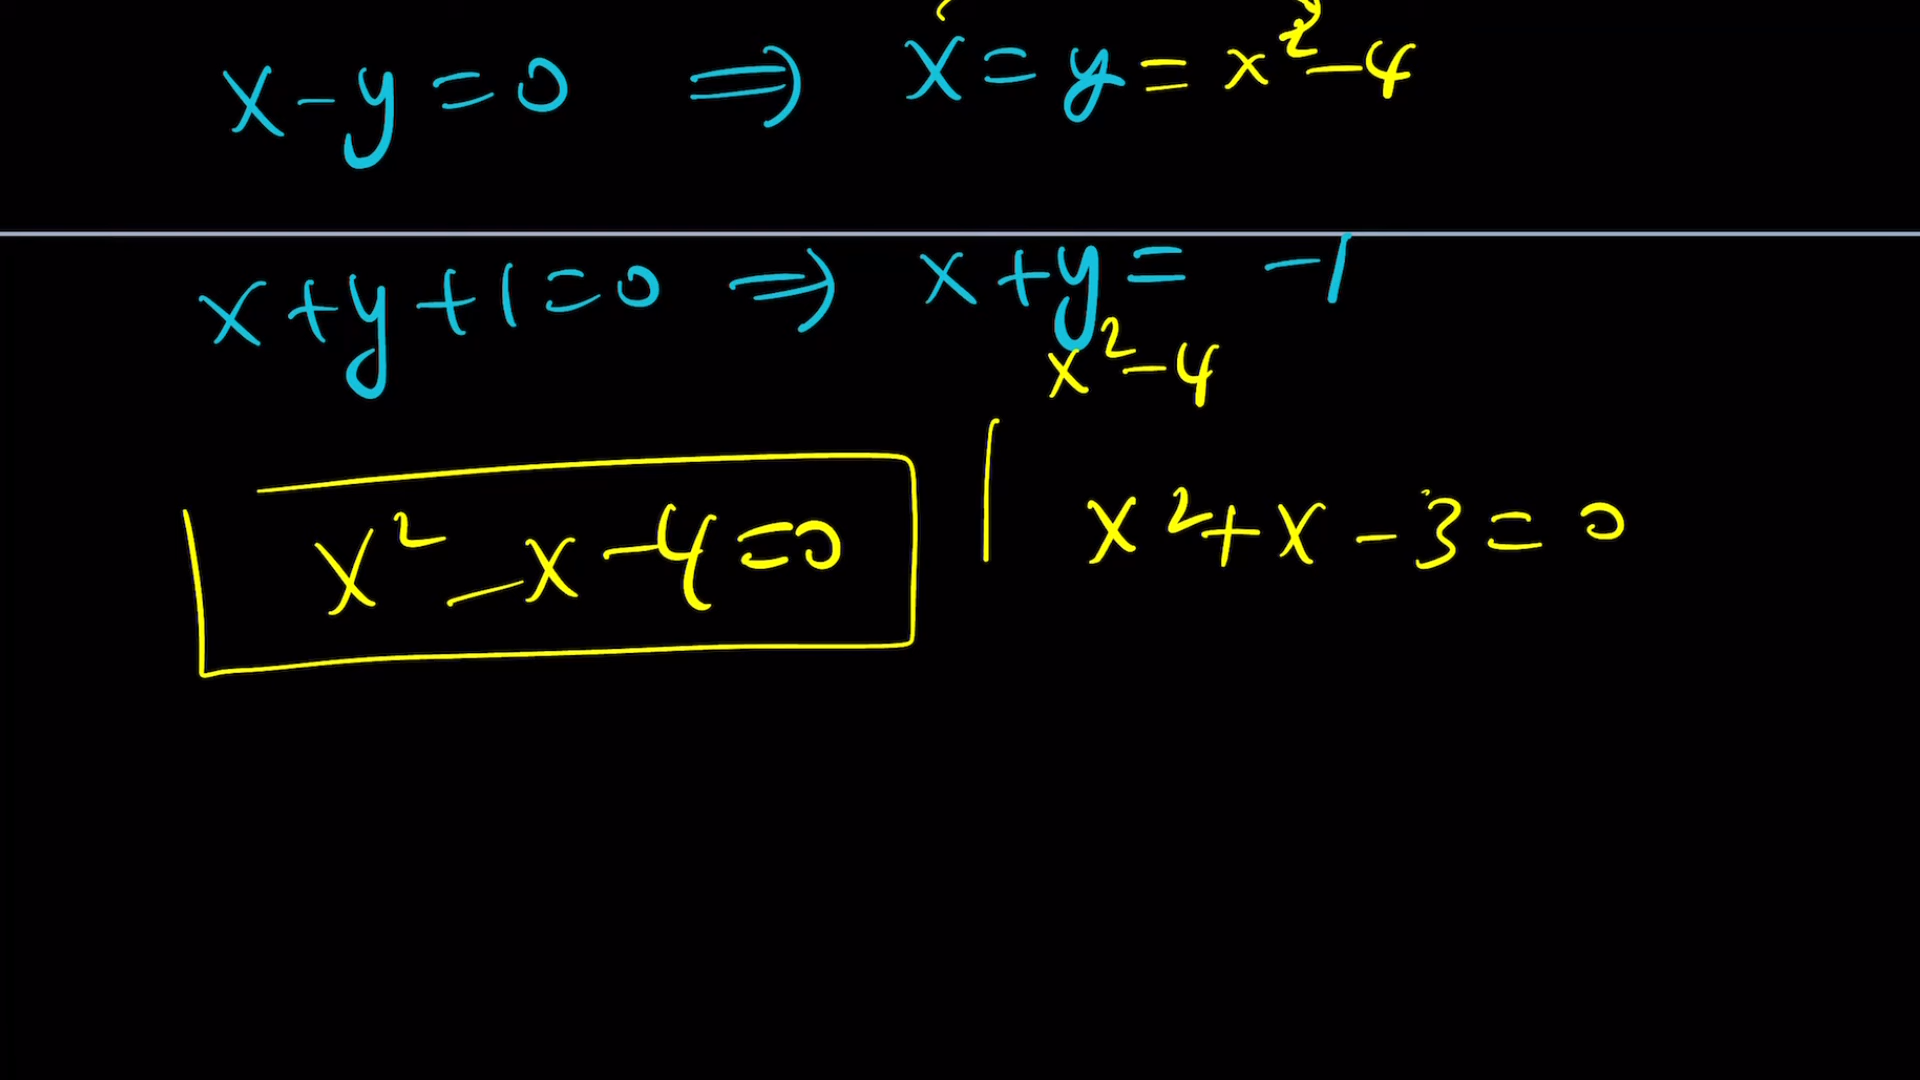 x-y=0 ⇒ x=y=x²-4
x+y+1=0 ⇒ x+y= -1
x²-4
x²-x-4=0 | x²+x-3=0